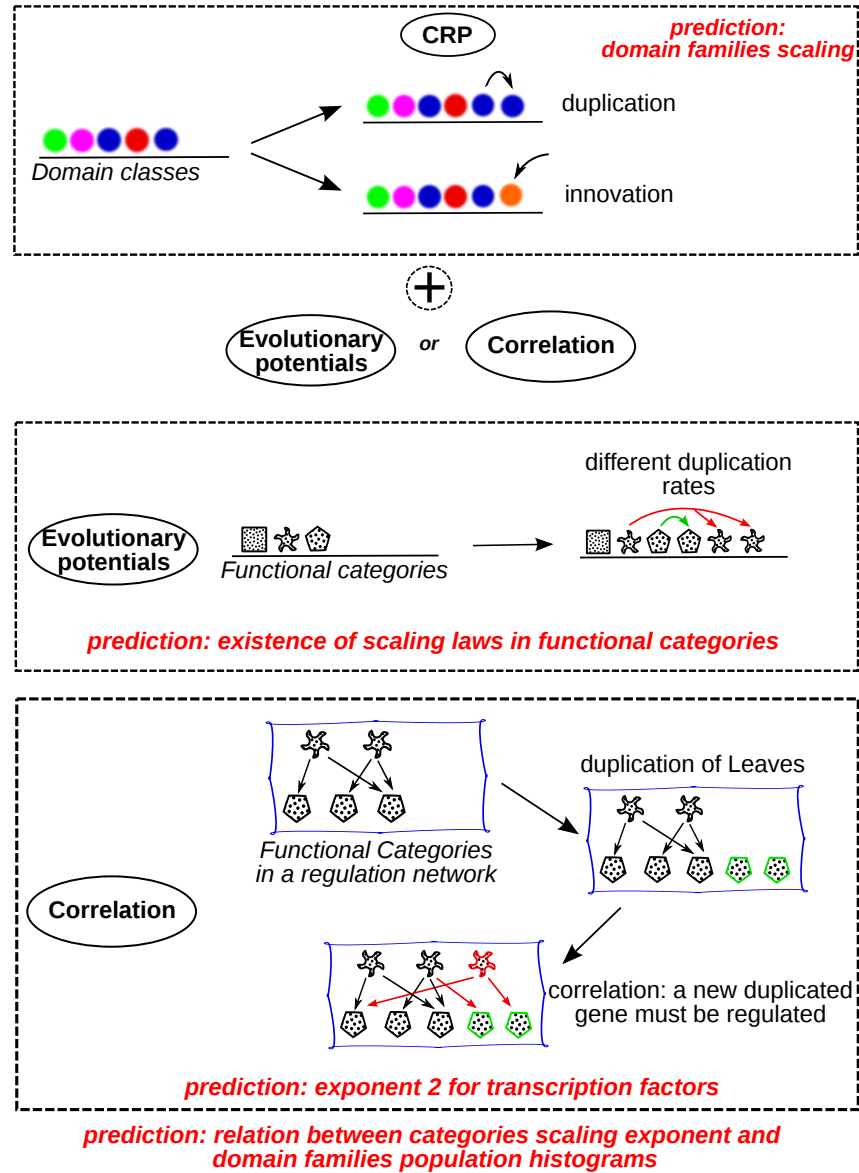 CRP
prediction:
domain families scaling
duplication
Domain classes
innovation
+
Evolutionary
potentials
or
Correlation
different duplication
rates
Evolutionary
potentials
Functional categories
prediction: existence of scaling laws in functional categories
duplication of Leaves
Functional Categories
in a regulation network
Correlation
correlation: a new duplicated
gene must be regulated
prediction: exponent 2 for transcription factors
prediction: relation between categories scaling exponent and
domain families population histograms